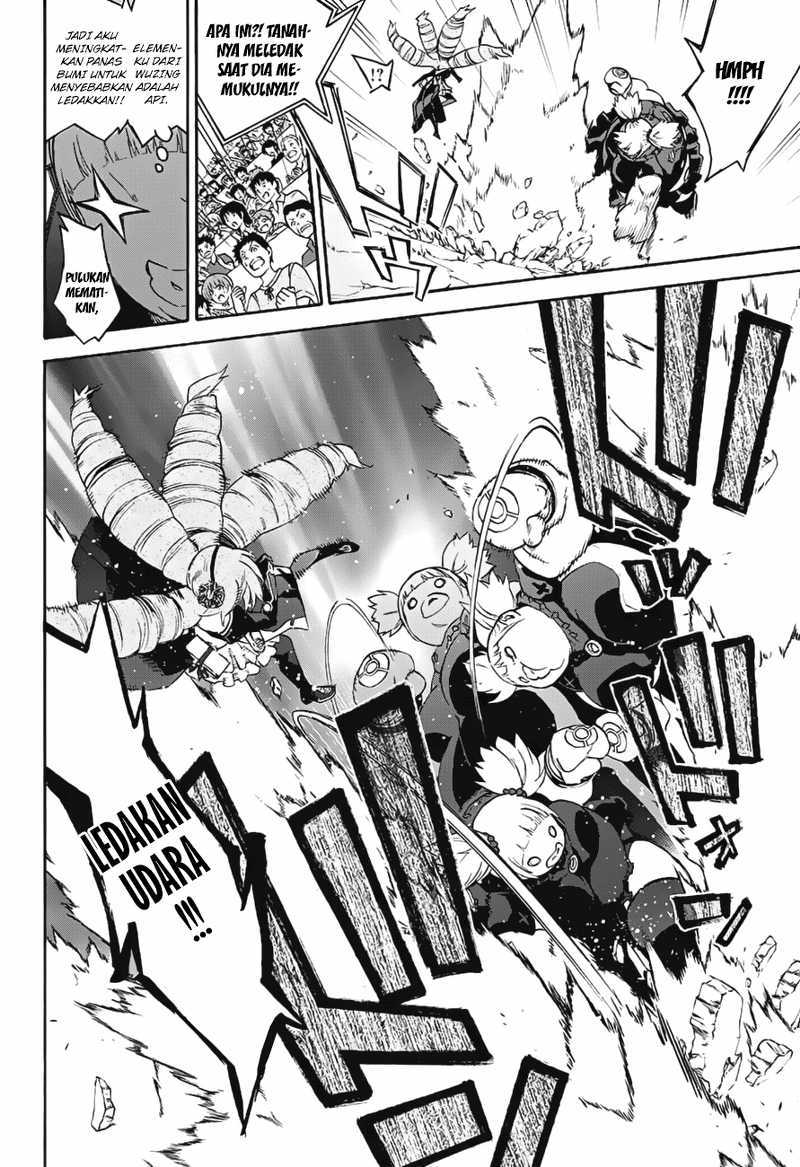 HMPH
!!!!
!?
APA INI?! TANAH-
NYA MELEDAK
SAAT DIA ME-
MUKULNYA!!
ELEMEN-
KU DARI
WUZING
ADALAH
API.
JADI AKU
MENINGKAT-
KAN PANAS
BUMI UNTUK
MENYEBABKAN
LEDAKKAN!!
PULUKAN
MEMATI-
KAN,
LEDAKAN
UDARA
!!!